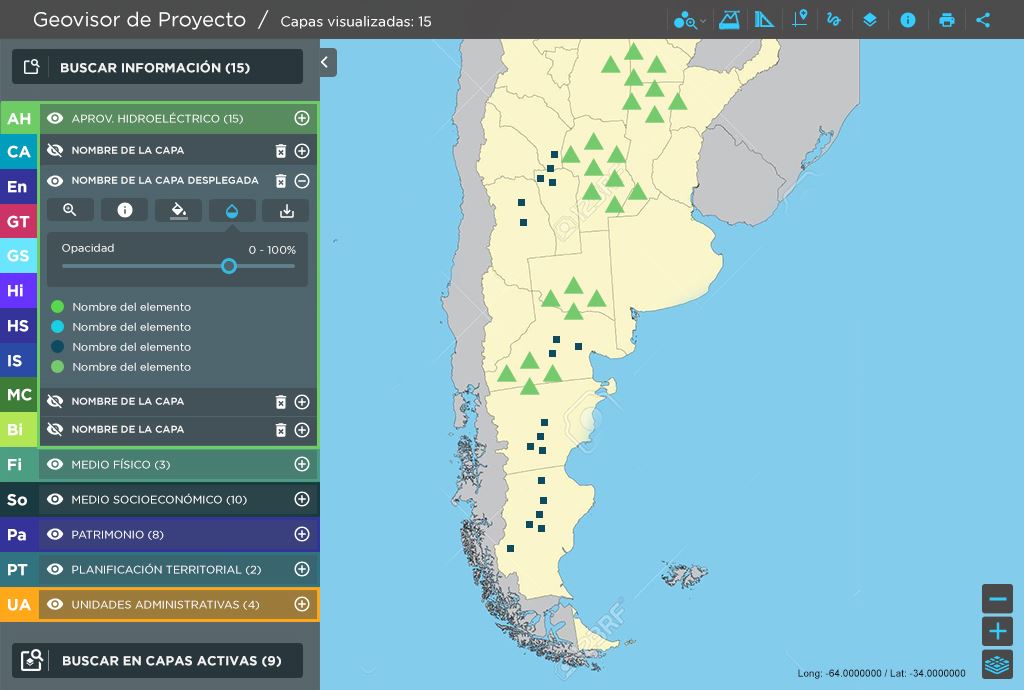 Geovisor de Proyecto / Capas visualizadas: 15
BUSCAR INFORMACIÓN (15)
AH APROV. HIDROELÉCTRICO (15)
CA NOMBRE DE LA CAPA
En NOMBRE DE LA CAPA DESPLEGADA
GT
GS Opacidad 0 - 100%
Hi
Nombre del elemento
HS Nombre del elemento
Nombre del elemento
IS Nombre del elemento
MC NOMBRE DE LA CAPA
Bi NOMBRE DE LA CAPA
Fi MEDIO FÍSICO (3)
So MEDIO SOCIOECONÓMICO (10)
Pa PATRIMONIO (8)
PT PLANIFICACIÓN TERRITORIAL (2)
UA UNIDADES ADMINISTRATIVAS (4)
BUSCAR EN CAPAS ACTIVAS (9)
Long: -64.0000000 / Lat: -34.0000000